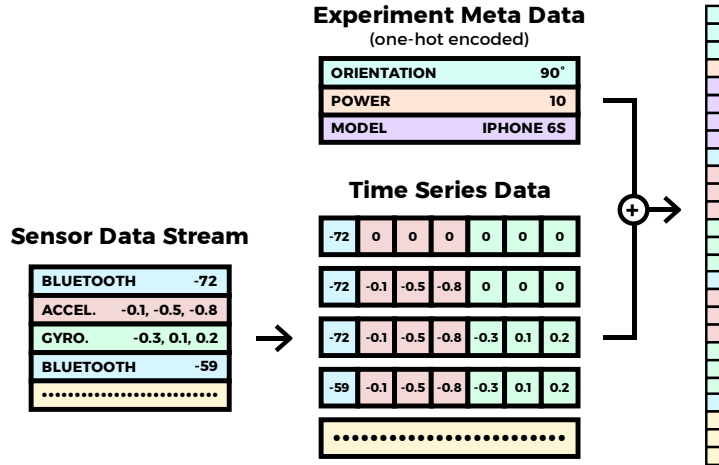 Experiment Meta Data
(one-hot encoded)
ORIENTATION 90°
POWER 10
MODEL IPHONE 6S
Time Series Data
-72 0 0 0 0 0 0
-72 -0.1 -0.5 -0.8 0 0 0
-72 -0.1 -0.5 -0.8 -0.3 0.1 0.2
-59 -0.1 -0.5 -0.8 -0.3 0.1 0.2
Sensor Data Stream
BLUETOOTH -72
ACCEL. -0.1, -0.5, -0.8
GYRO. -0.3, 0.1, 0.2
BLUETOOTH -59
+